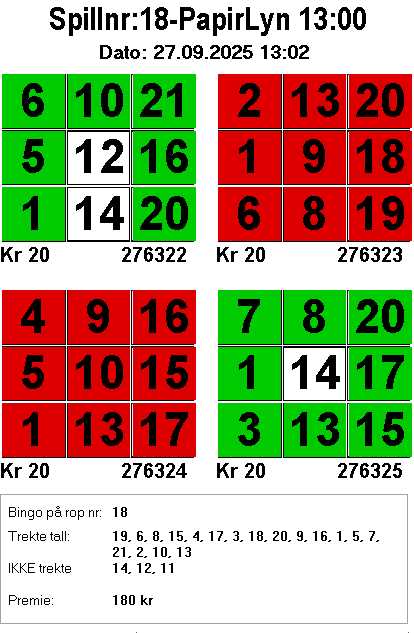 Spillnr:18-PapirLyn 13:00
Dato: 27.09.2025 13:02
6 10 21
5 12 16
1 14 20
Kr 20 276322
2 13 20
1 9 18
6 8 19
Kr 20 276323
4 9 16
5 10 15
1 13 17
Kr 20 276324
7 8 20
1 14 17
3 13 15
Kr 20 276325
Bingo på rop nr: 18
Trekte tall: 19, 6, 8, 15, 4, 17, 3, 18, 20, 9, 16, 1, 5, 7,
21, 2, 10, 13
IKKE trekte 14, 12, 11
Premie: 180 kr